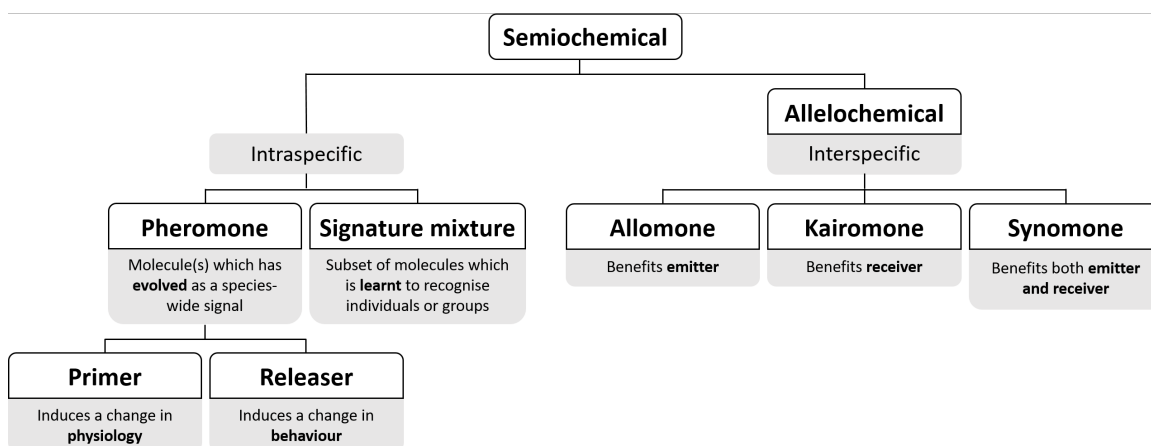 Semiochemical
Allelochemical
Intraspecific
Interspecific
Pheromone
Molecule(s) which has
evolved as a species-
wide signal
Signature mixture
Subset of molecules which
is learnt to recognise
individuals or groups
Allomone
Benefits emitter
Kairomone
Benefits receiver
Synomone
Benefits both emitter
and receiver
Primer
Induces a change in
physiology
Releaser
Induces a change in
behaviour